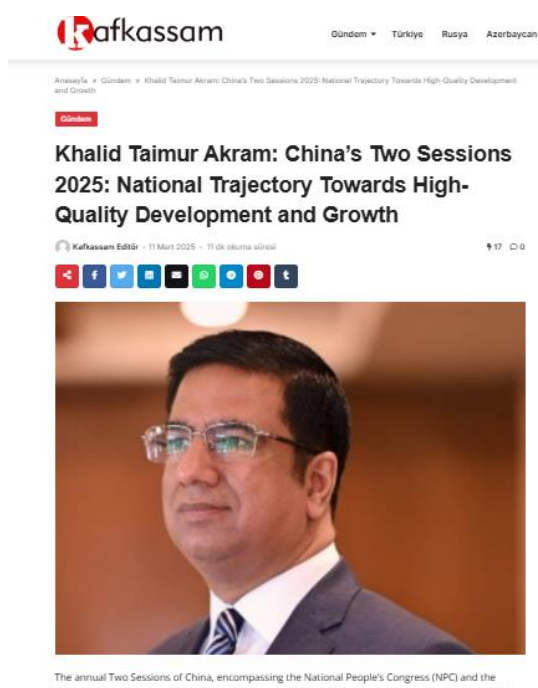 kafkassam
Gündem Türkiye Rusya Azerbaycan
Anasayfa » Gündem » Khalid Taimur Akram: China's Two Sessions 2025: National Trajectory Towards High-Quality Development
and Growth
Gündem
Khalid Taimur Akram: China's Two Sessions
2025: National Trajectory Towards High-
Quality Development and Growth
Kafkassam Editör - 11 Mart 2025 - 11 dk okuma süresi
17 0
The annual Two Sessions of China, encompassing the National People's Congress (NPC) and the